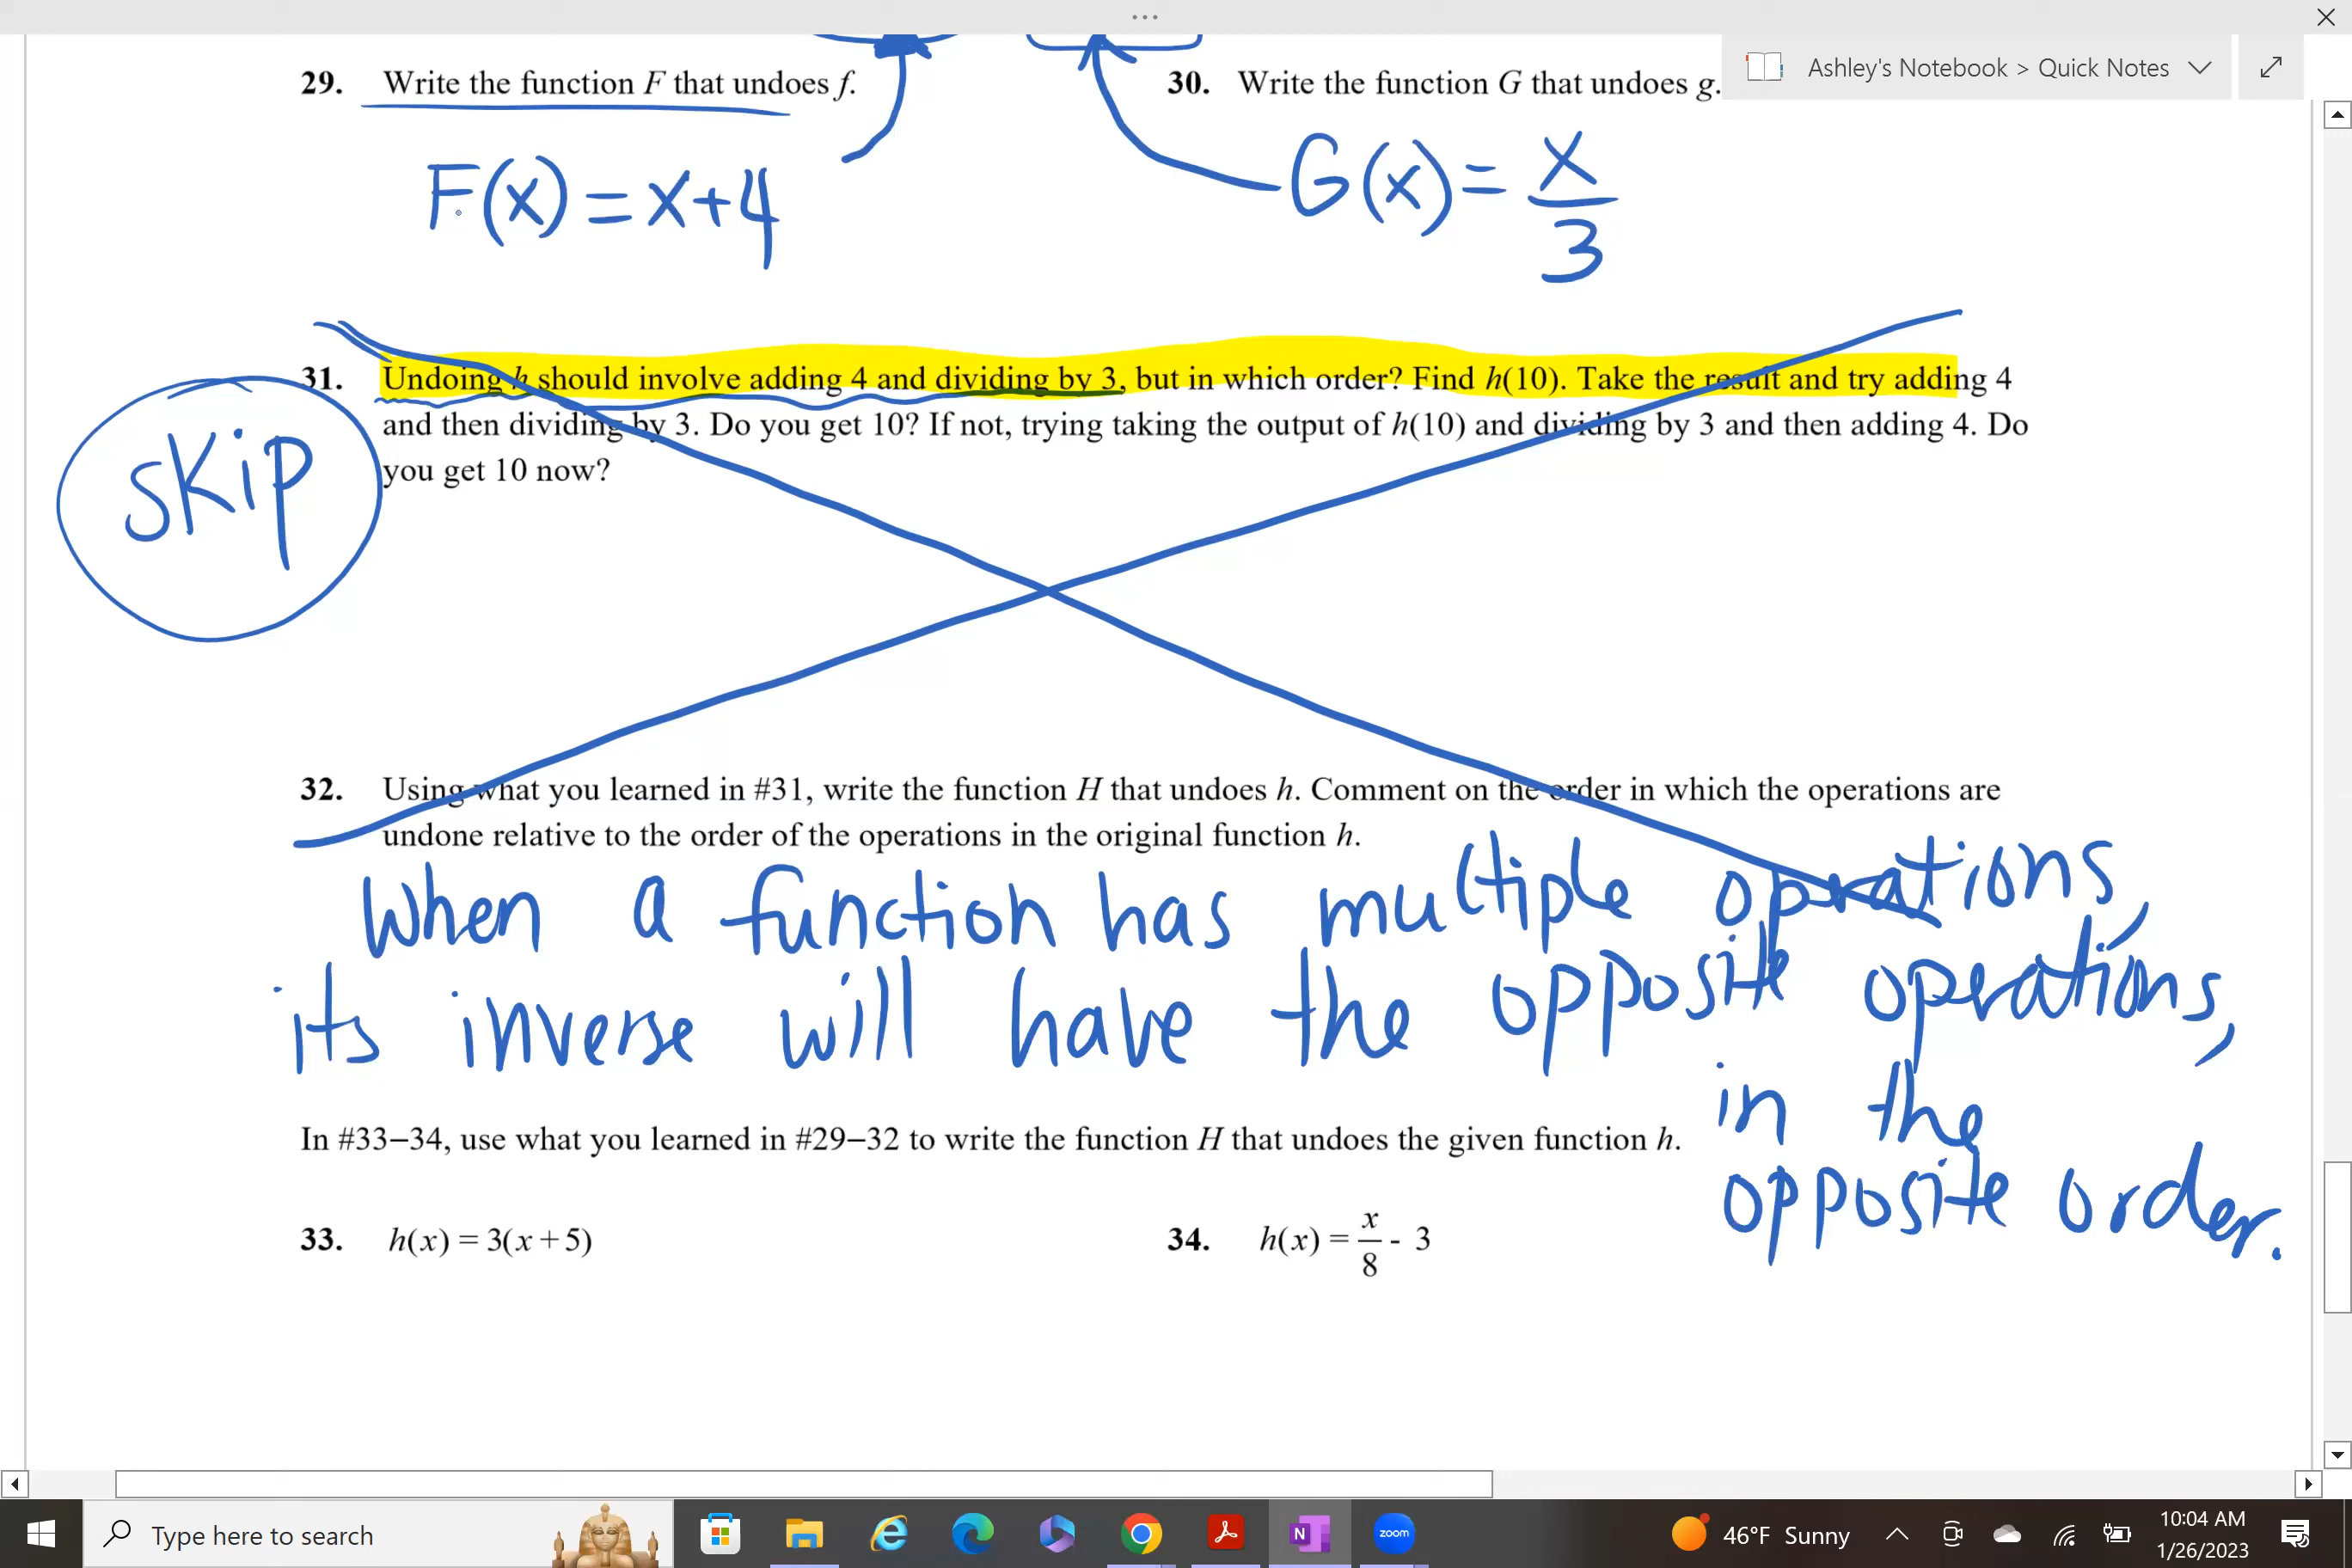 Ashley's Notebook > Quick Notes
29. Write the function F that undoes f.
30. Write the function G that undoes g.
F(x) = x+4
G(x) = x/3
31. Undoing h should involve adding 4 and dividing by 3, but in which order? Find h(10). Take the result and try adding 4
and then dividing by 3. Do you get 10? If not, trying taking the output of h(10) and dividing by 3 and then adding 4. Do
you get 10 now?
skip
32. Using what you learned in #31, write the function H that undoes h. Comment on the order in which the operations are
undone relative to the order of the operations in the original function h.
When a function has multiple oprations,
its inverse will have the opposite operations,
in the
opposite order.
In #33–34, use what you learned in #29–32 to write the function H that undoes the given function h.
33. h(x) = 3(x + 5)
34. h(x) = x/8 - 3
Type here to search
N
zoom
46°F Sunny
10:04 AM
1/26/2023